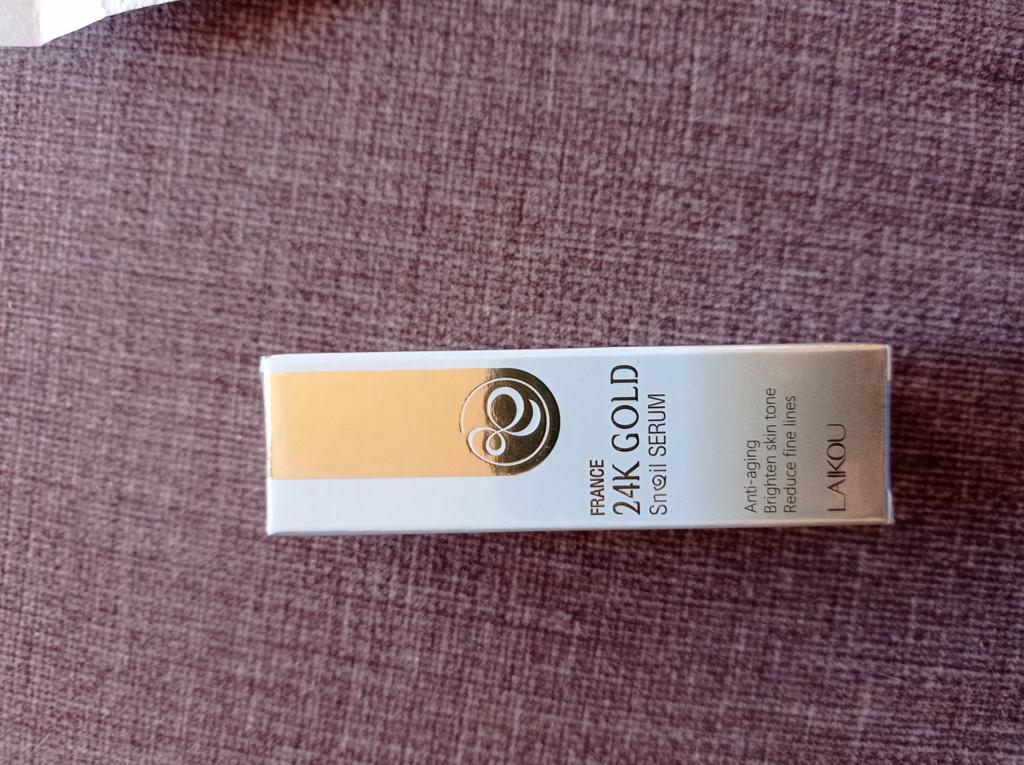 FRANCE
24K GOLD
Snail SERUM
Anti-aging
Brighten skin tone
Reduce fine lines
LAIKOU